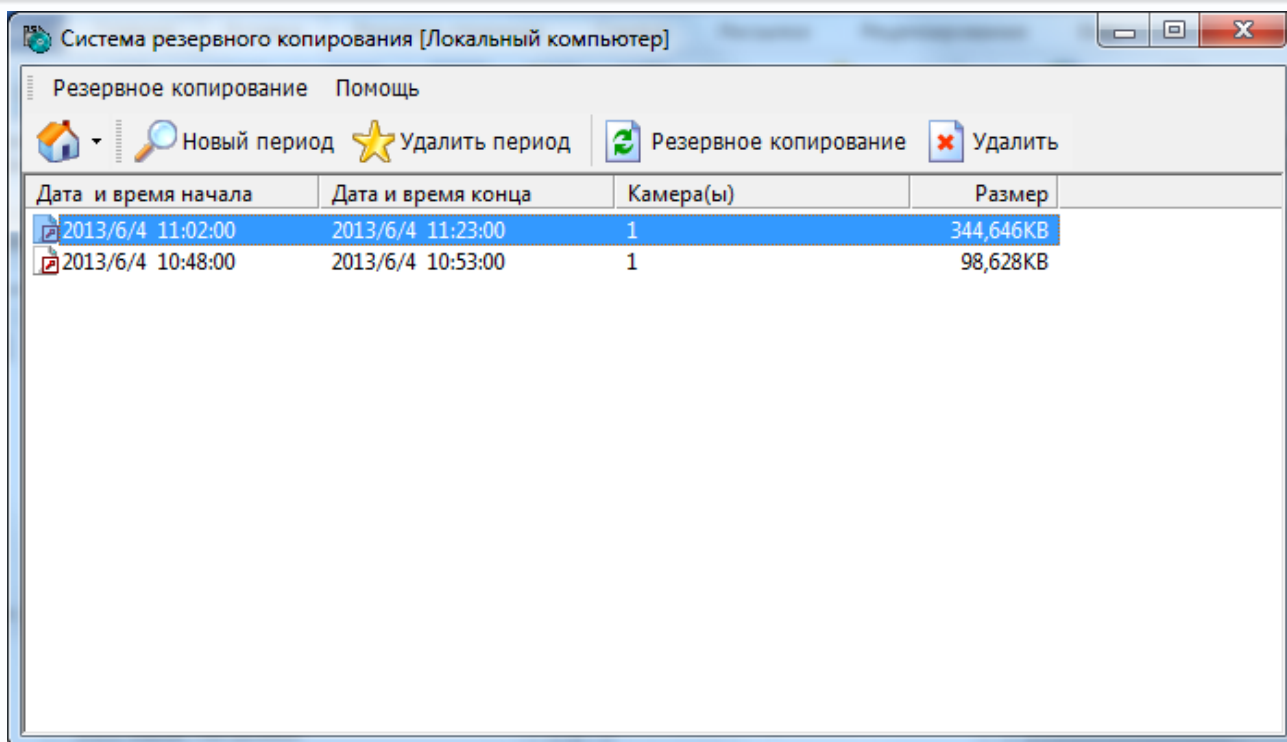 Система резервного копирования [Локальный компьютер]
Резервное копирование Помощь
Новый период Удалить период Резервное копирование Удалить
Дата и время начала Дата и время конца Камера(ы) Размер
2013/6/4 11:02:00 2013/6/4 11:23:00 1 344,646KB
2013/6/4 10:48:00 2013/6/4 10:53:00 1 98,628KB